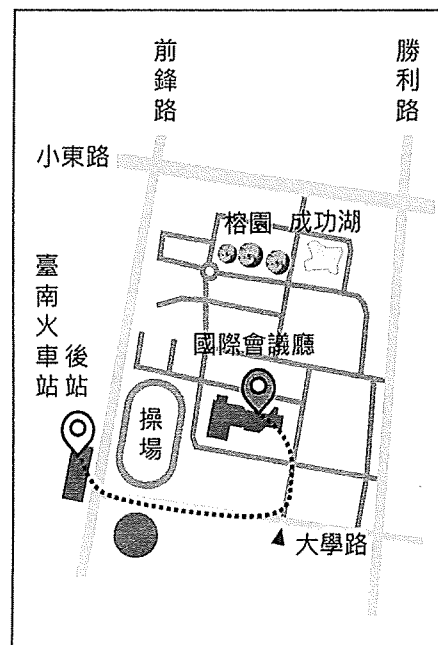 前鋒路
勝利路
小東路
榕園
成功湖
臺南火車站
後站
國際會議廳
操場
大學路